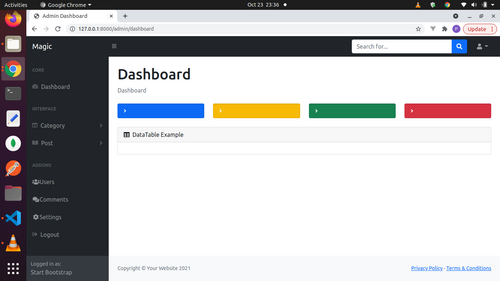 Activities
Google Chrome
Oct 23 23:36
Admin Dashboard
127.0.0.1:8000/admin/dashboard
Update
Magic
Search for...
CORE
Dashboard
INTERFACE
Category
Post
ADDONS
Users
Comments
Settings
Logout
Logged in as:
Start Bootstrap
Dashboard
Dashboard
DataTable Example
Copyright © Your Website 2021
Privacy Policy · Terms & Conditions